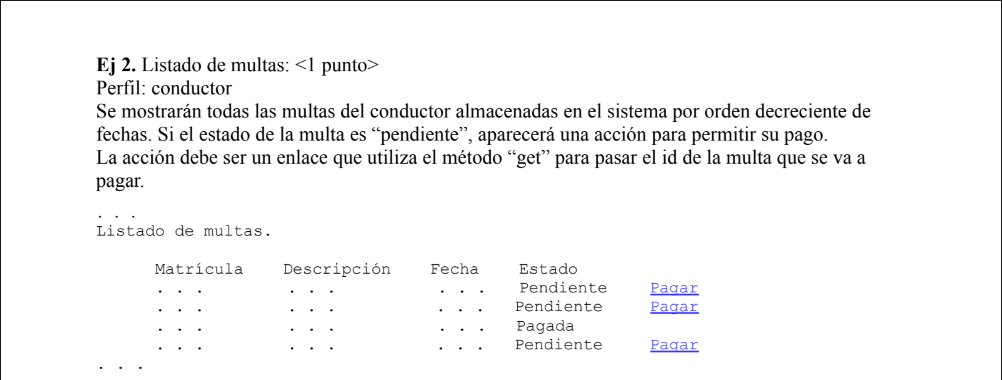 Ej 2. Listado de multas: <1 punto>
Perfil: conductor
Se mostrarán todas las multas del conductor almacenadas en el sistema por orden decreciente de
fechas. Si el estado de la multa es “pendiente”, aparecerá una acción para permitir su pago.
La acción debe ser un enlace que utiliza el método “get” para pasar el id de la multa que se va a
pagar.
. . .
Listado de multas.
Matrícula Descripción Fecha Estado
. . . . . . . . . Pendiente Pagar
. . . . . . . . . Pendiente Pagar
. . . . . . . . . Pagada
. . . . . . . . . Pendiente Pagar
. . .